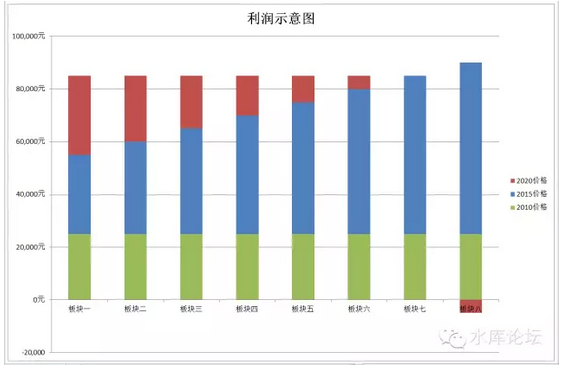 利润示意图
100,000元
80,000元
60,000元
40,000元
20,000元
0元
-20,000
板块一 板块二 板块三 板块四 板块五 板块六 板块七 板块八
2020价格
2015价格
2010价格
水库论坛